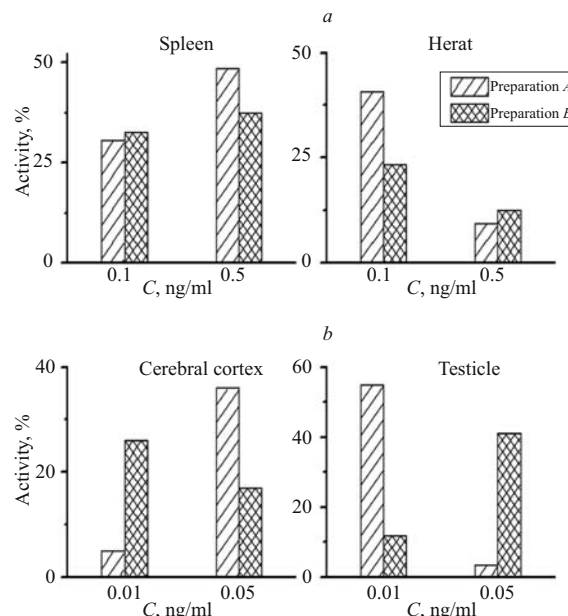 a
Spleen
Herat
50
25
0
Activity, %
0.1
0.5
C, ng/ml
50
25
0
Preparation A
Preparation B
0.1
0.5
C, ng/ml
b
Cerebral cortex
Testicle
40
20
0
Activity, %
0.01
0.05
C, ng/ml
60
40
20
0
0.01
0.05
C, ng/ml